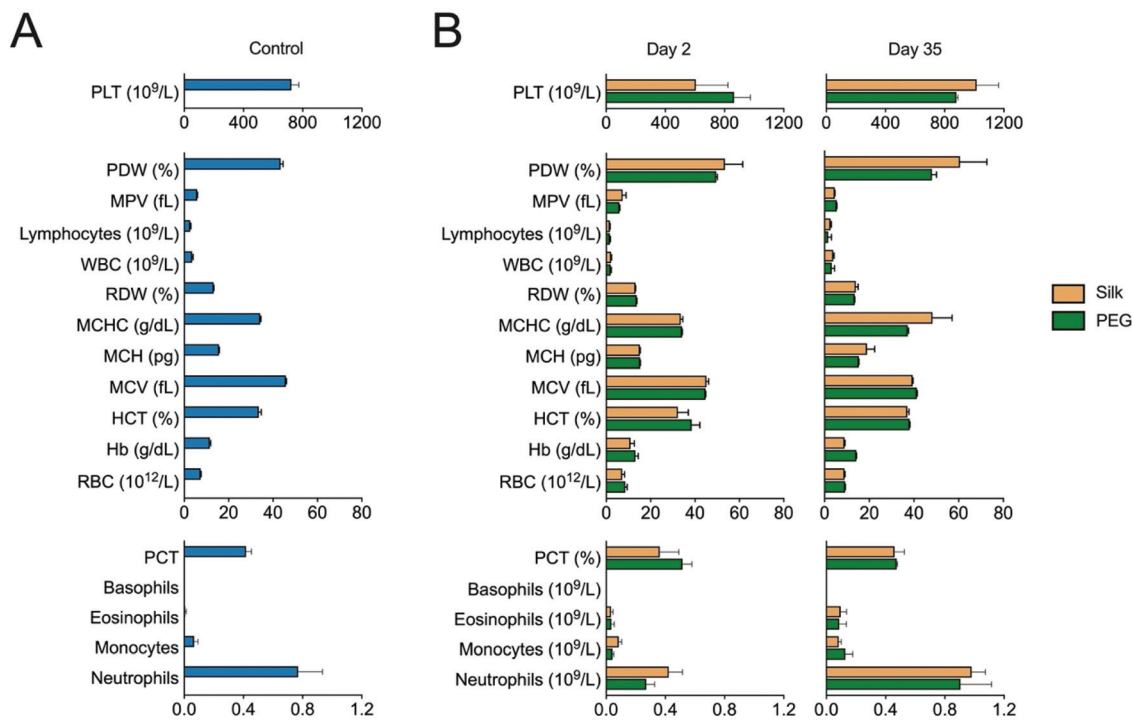 A
Control
PLT (10⁹/L)
0 400 800 1200
PDW (%)
MPV (fL)
Lymphocytes (10⁹/L)
WBC (10⁹/L)
RDW (%)
MCHC (g/dL)
MCH (pg)
MCV (fL)
HCT (%)
Hb (g/dL)
RBC (10¹²/L)
0 20 40 60 80
PCT
Basophils
Eosinophils
Monocytes
Neutrophils
0.0 0.4 0.8 1.2
B
Day 2 Day 35
PLT (10⁹/L)
0 400 800 1200 0 400 800 1200
PDW (%)
MPV (fL)
Lymphocytes (10⁹/L)
WBC (10⁹/L)
RDW (%)
MCHC (g/dL)
MCH (pg)
MCV (fL)
HCT (%)
Hb (g/dL)
RBC (10¹²/L)
0 20 40 60 80 0 20 40 60 80
PCT (%)
Basophils (10⁹/L)
Eosinophils (10⁹/L)
Monocytes (10⁹/L)
Neutrophils (10⁹/L)
0.0 0.4 0.8 1.2 0.0 0.4 0.8 1.2
Silk
PEG